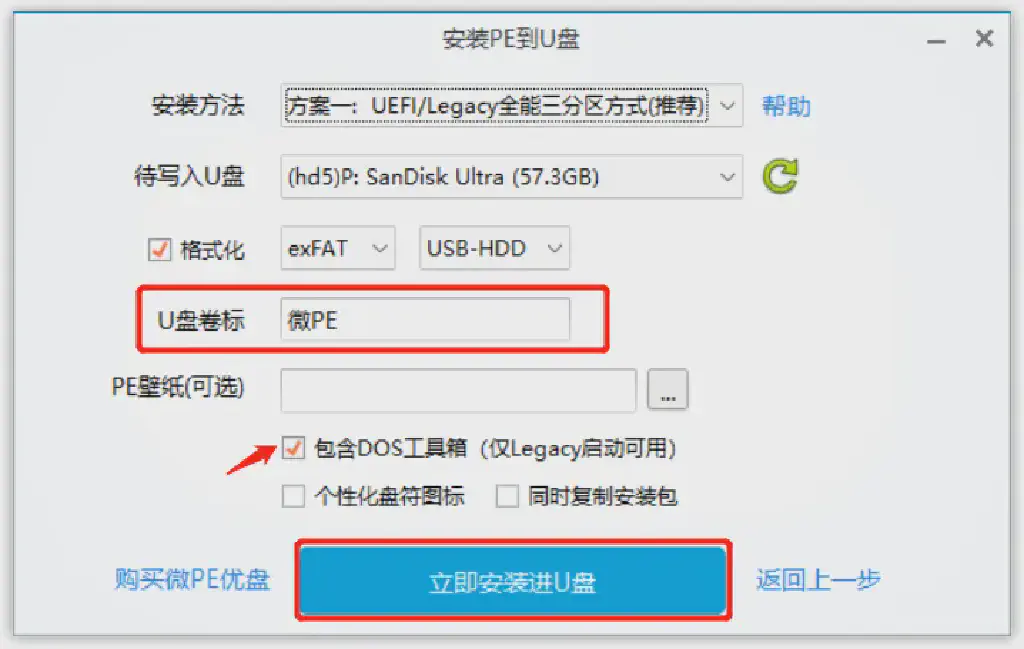 安装PE到U盘
安装方法 方案一：UEFI/Legacy全能三分区方式(推荐) 帮助
待写入U盘 (hd5)P: SanDisk Ultra (57.3GB)
格式化 exFAT USB-HDD
U盘卷标 微PE
PE壁纸(可选) ...
包含DOS工具箱（仅Legacy启动可用）
个性化盘符图标 同时复制安装包
购买微PE优盘 立即安装进U盘 返回上一步